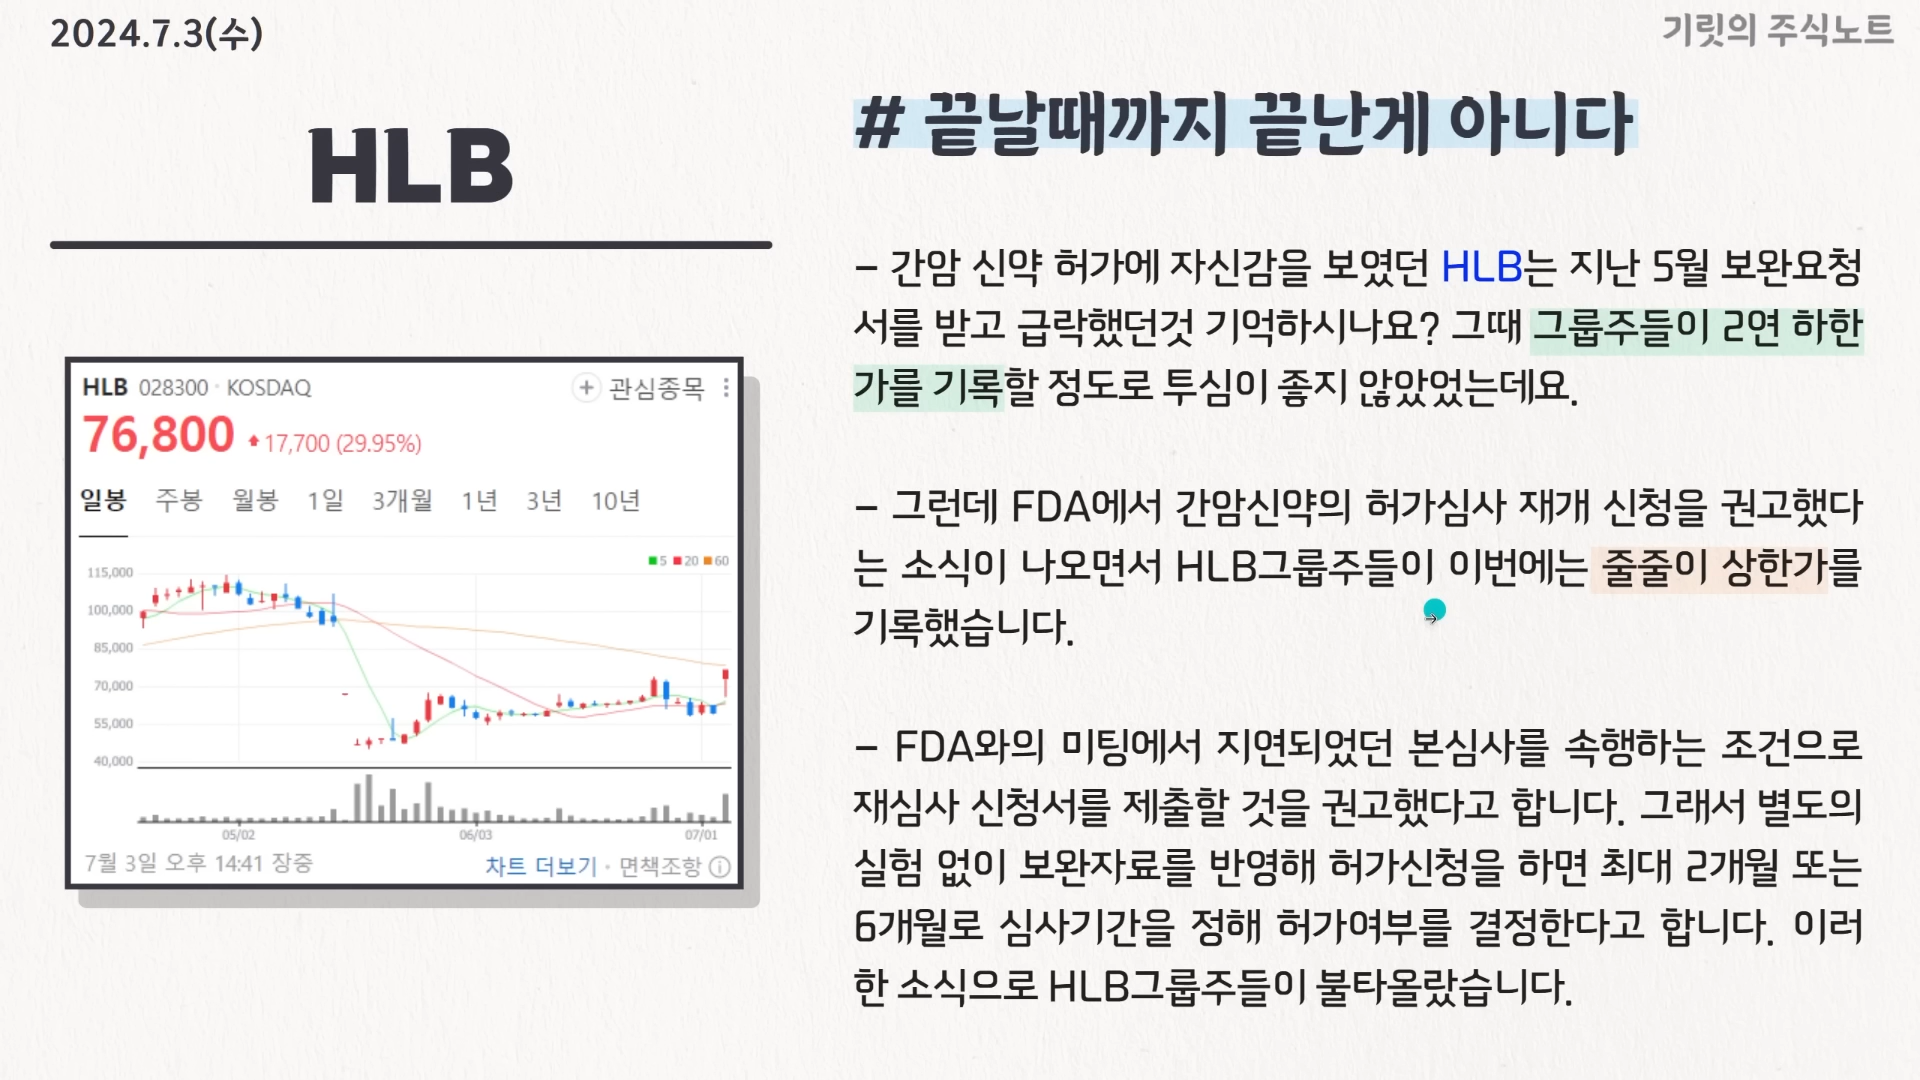 2024.7.3(수)
기릿의 주식노트
HLB
HLB 028300 · KOSDAQ
+ 관심종목
76,800 17,700 (29.95%)
일봉 주봉 월봉 1일 3개월 1년 3년 10년
5 20 60
115,000
100,000
85,000
70,000
55,000
40,000
05/02 06/03 07/01
7월 3일 오후 14:41 장중
차트 더보기 · 면책조항
# 끝날때까지 끝난게 아니다
– 간암 신약 허가에 자신감을 보였던 HLB는 지난 5월 보완요청
서를 받고 급락했던것 기억하시나요? 그때 그룹주들이 2연 하한
가를 기록할 정도로 투심이 좋지 않았었는데요.
– 그런데 FDA에서 간암신약의 허가심사 재개 신청을 권고했다
는 소식이 나오면서 HLB그룹주들이 이번에는 줄줄이 상한가를
기록했습니다.
– FDA와의 미팅에서 지연되었던 본심사를 속행하는 조건으로
재심사 신청서를 제출할 것을 권고했다고 합니다. 그래서 별도의
실험 없이 보완자료를 반영해 허가신청을 하면 최대 2개월 또는
6개월로 심사기간을 정해 허가여부를 결정한다고 합니다. 이러
한 소식으로 HLB그룹주들이 불타올랐습니다.